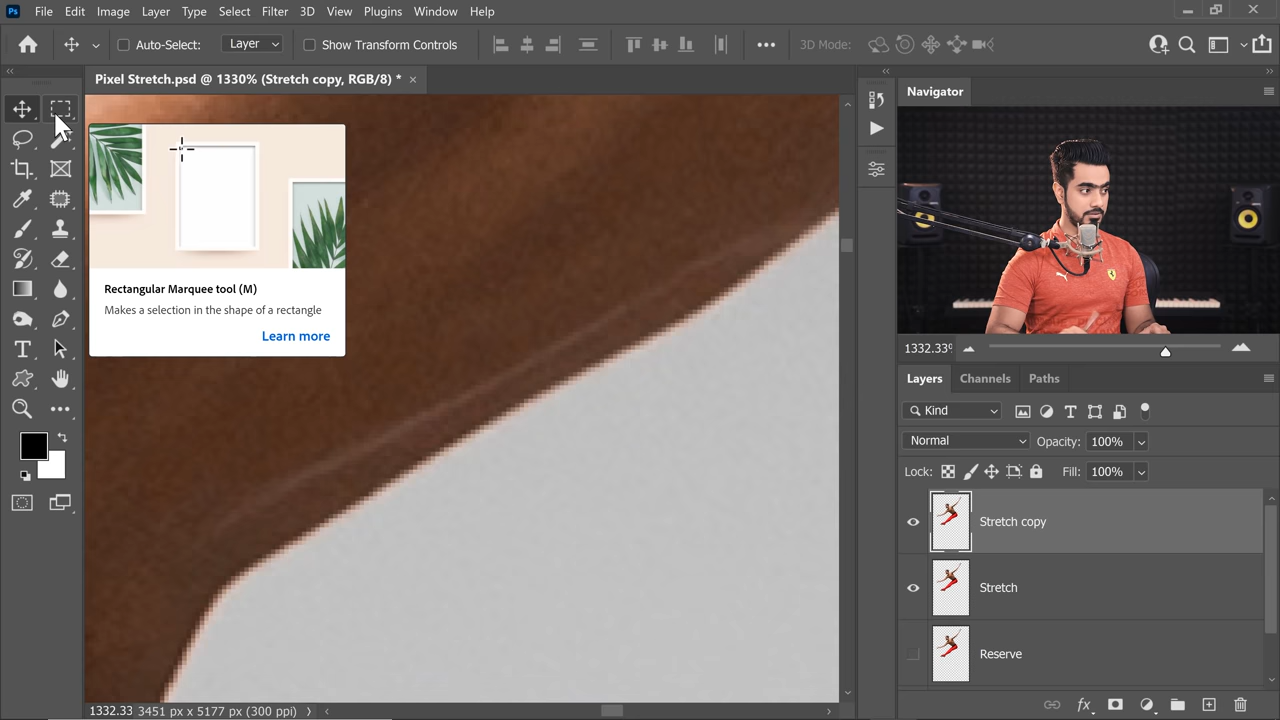 Ps File Edit Image Layer Type Select Filter 3D View Plugins Window Help
Auto-Select: Layer Show Transform Controls 3D Mode:
Pixel Stretch.psd @ 1330% (Stretch copy, RGB/8) *
Navigator
Rectangular Marquee tool (M)
Makes a selection in the shape of a rectangle
Learn more
1332.33%
Layers Channels Paths
Kind
Normal Opacity: 100%
Lock: Fill: 100%
Stretch copy
Stretch
Reserve
1332.33 3451 px x 5177 px (300 ppi)